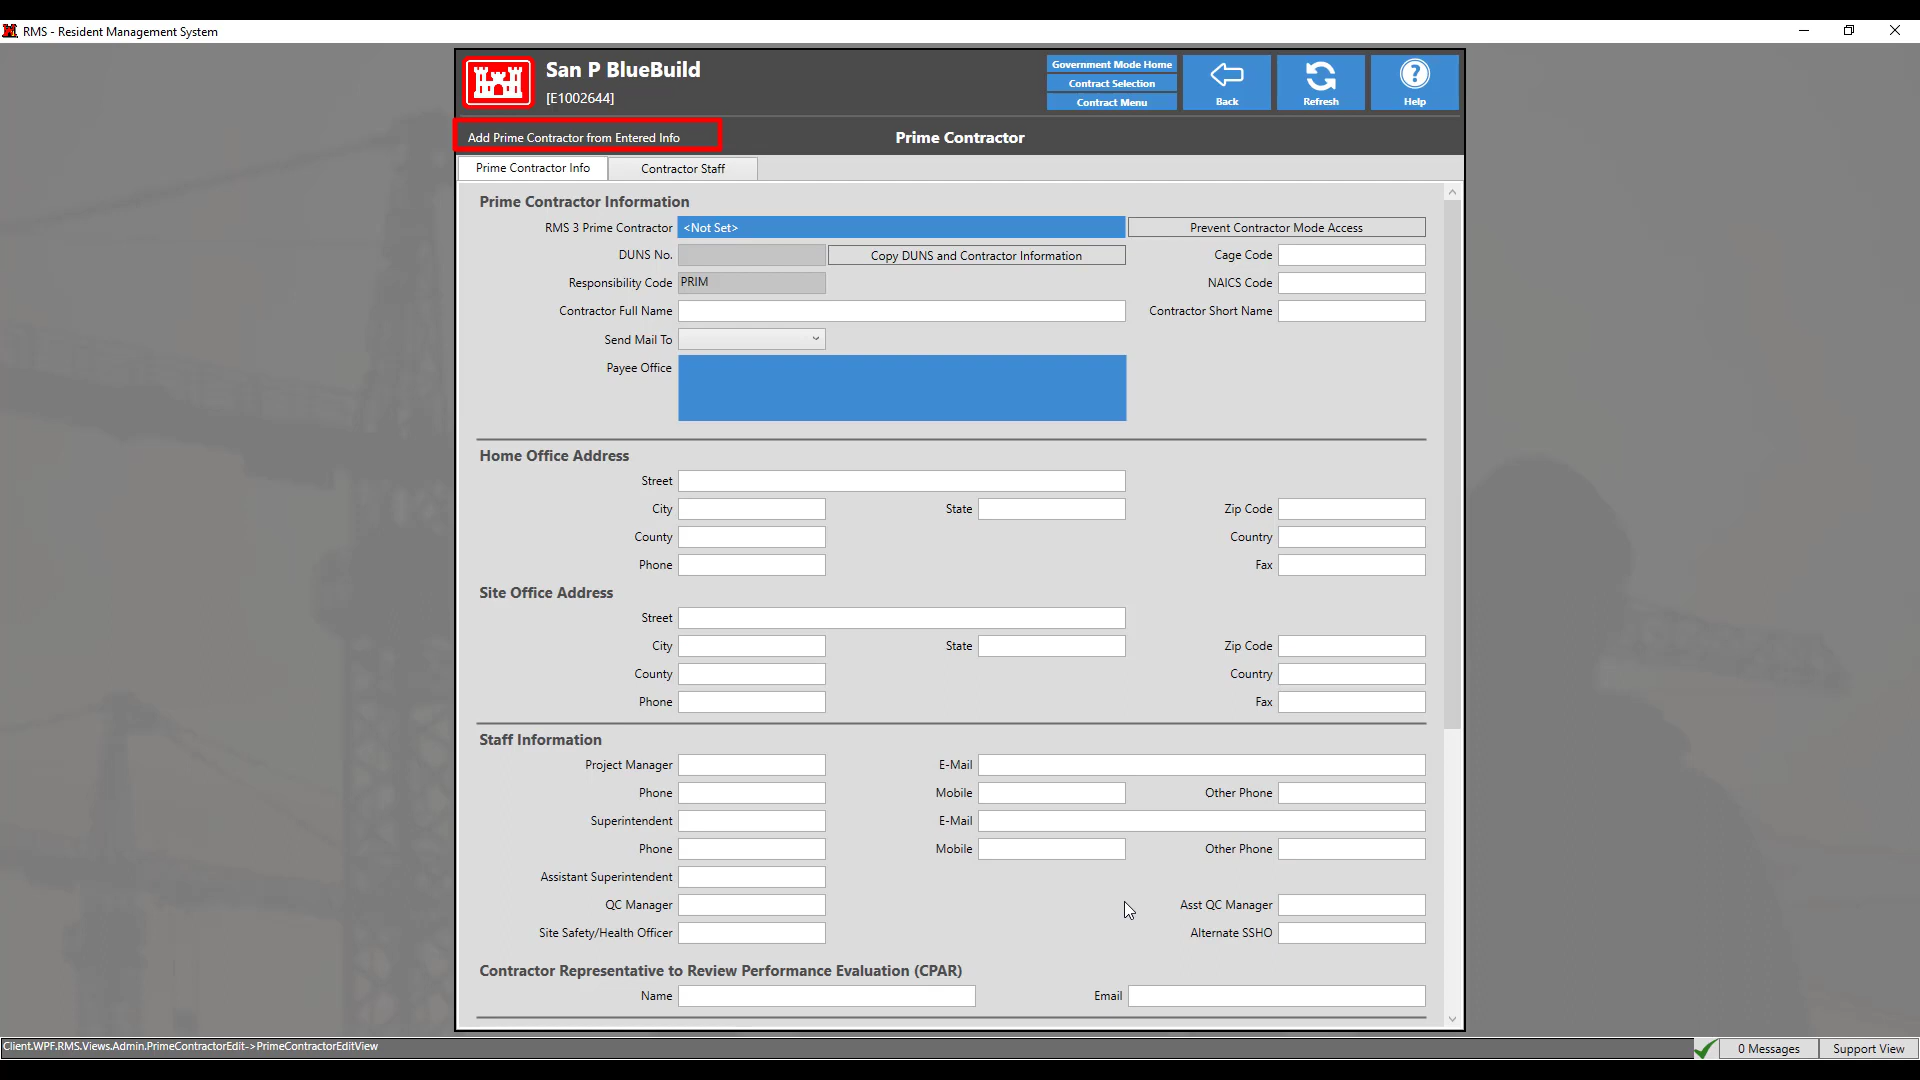 RMS - Resident Management System
San P BlueBuild
[E1002644]
Government Mode Home
Contract Selection
Contract Menu
Back
Refresh
Help
Add Prime Contractor from Entered Info
Prime Contractor
Prime Contractor Info
Contractor Staff
Prime Contractor Information
RMS 3 Prime Contractor <Not Set> Prevent Contractor Mode Access
DUNS No. Copy DUNS and Contractor Information Cage Code
Responsibility Code PRIM NAICS Code
Contractor Full Name Contractor Short Name
Send Mail To
Payee Office
Home Office Address
Street
City State Zip Code
County Country
Phone Fax
Site Office Address
Street
City State Zip Code
County Country
Phone Fax
Staff Information
Project Manager E-Mail
Phone Mobile Other Phone
Superintendent E-Mail
Phone Mobile Other Phone
Assistant Superintendent
QC Manager Asst QC Manager
Site Safety/Health Officer Alternate SSHO
Contractor Representative to Review Performance Evaluation (CPAR)
Name Email
Client.WPF.RMS.Views.Admin.PrimeContractorEdit->PrimeContractorEditView
0 Messages
Support View